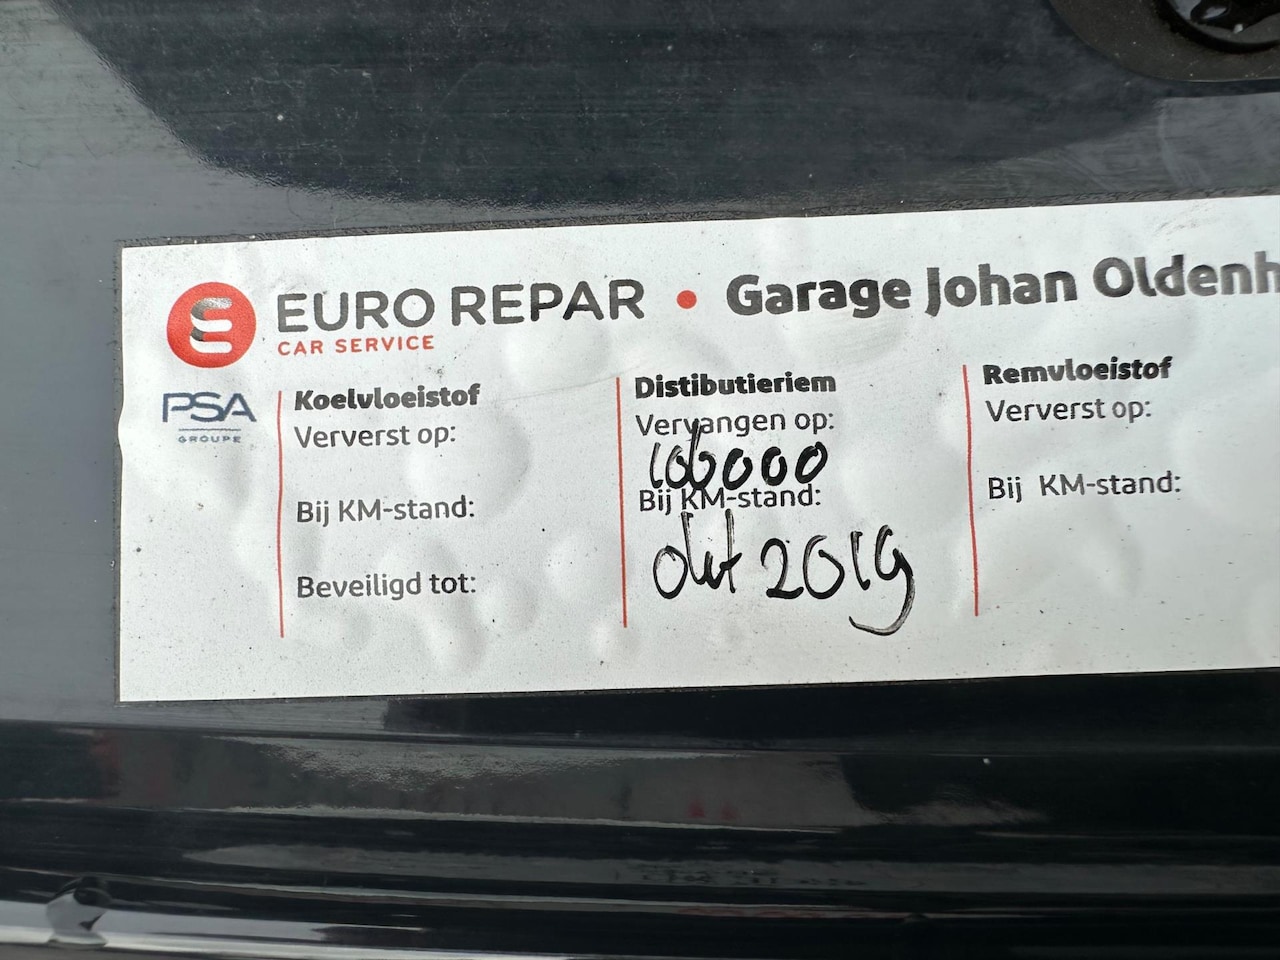 EURO REPAR • Garage Johan Oldenh
CAR SERVICE
PSA
GROUPE
Koelvloeistof
Ververst op:
Bij KM-stand:
Beveiligd tot:
Distibutieriem
Vervangen op:
106000
Bij KM-stand:
okt 2019
Remvloeistof
Ververst op:
Bij KM-stand: